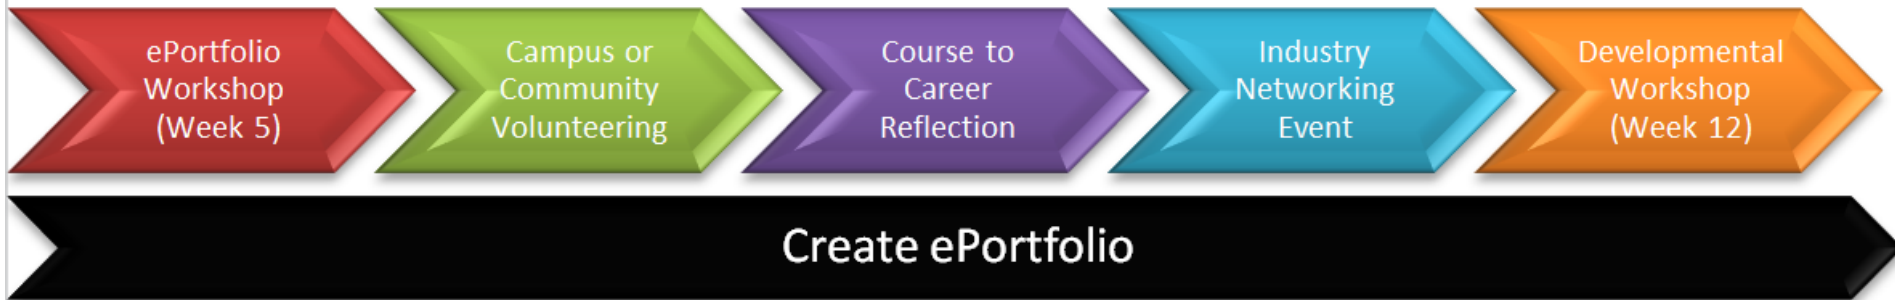 ePortfolio
Workshop
(Week 5)
Campus or
Community
Volunteering
Course to
Career
Reflection
Industry
Networking
Event
Developmental
Workshop
(Week 12)
Create ePortfolio